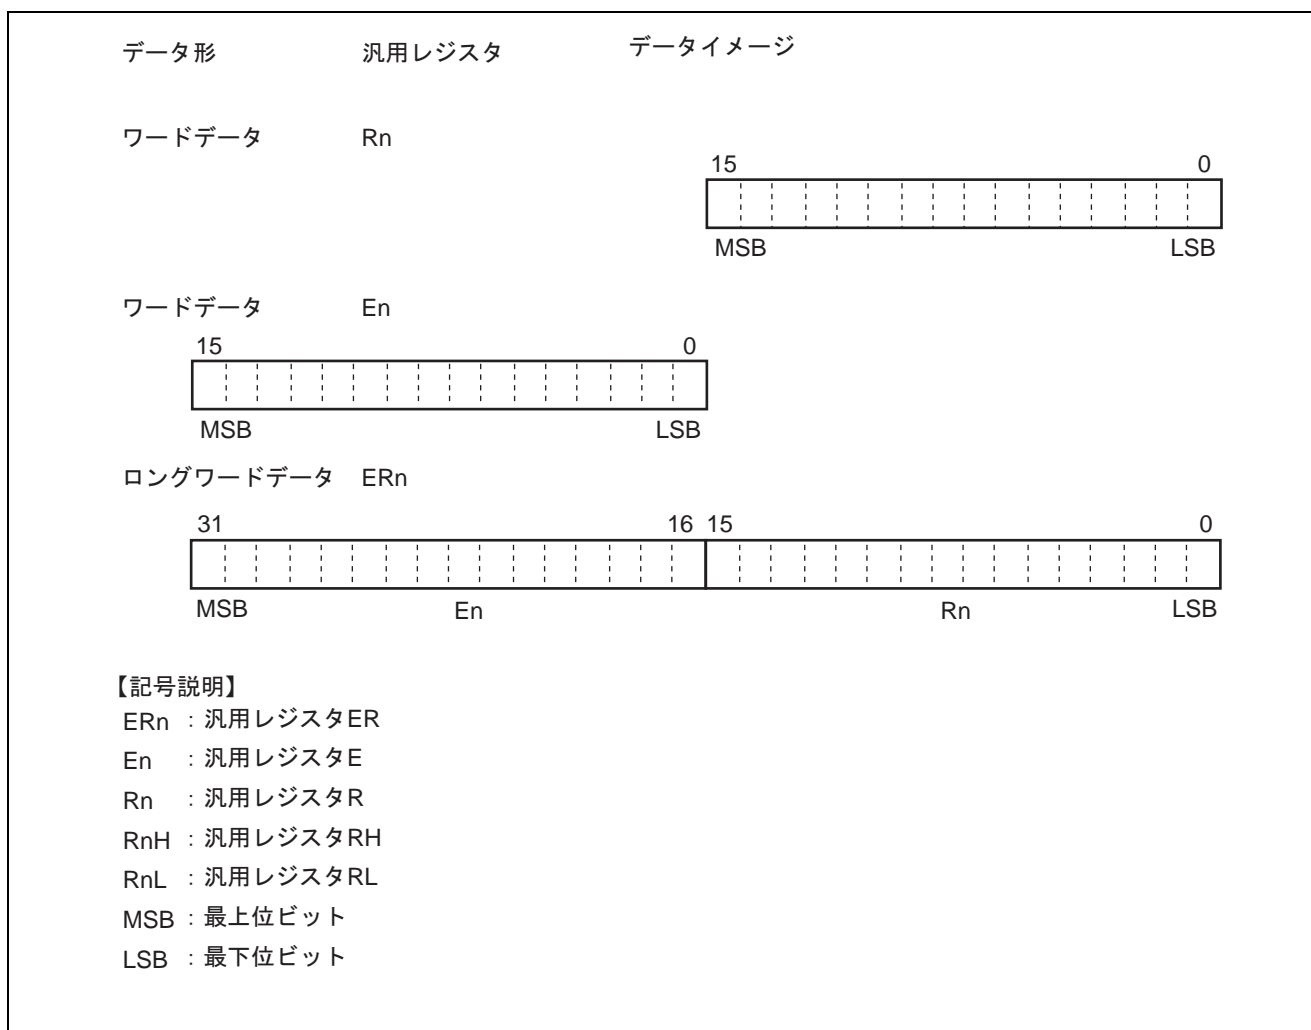 データ形 汎用レジスタ データイメージ
ワードデータ Rn
15 0
MSB LSB
ワードデータ En
15 0
MSB LSB
ロングワードデータ ERn
31 16 15 0
MSB En Rn LSB
【記号説明】
ERn : 汎用レジスタER
En : 汎用レジスタE
Rn : 汎用レジスタR
RnH : 汎用レジスタRH
RnL : 汎用レジスタRL
MSB : 最上位ビット
LSB : 最下位ビット